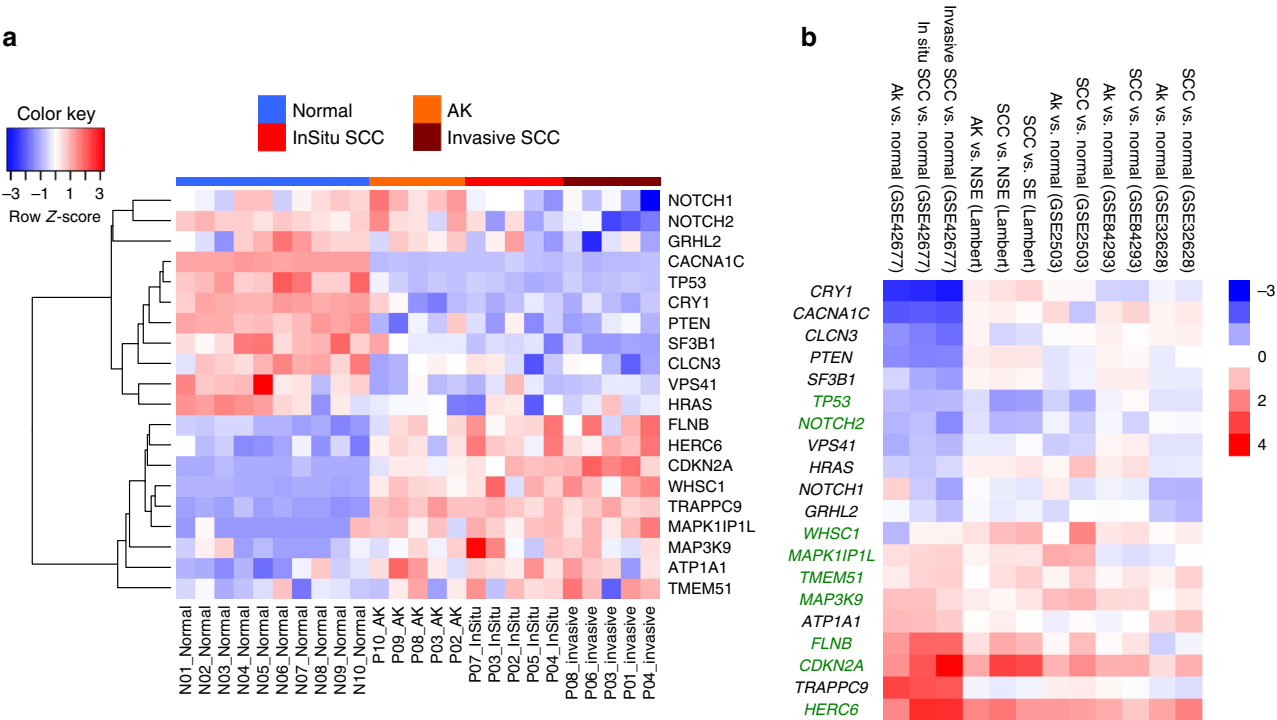 a
Color key
–3 –1 1 3
Row Z-score
Normal
InSitu SCC
AK
Invasive SCC
NOTCH1
NOTCH2
GRHL2
CACNA1C
TP53
CRY1
PTEN
SF3B1
CLCN3
VPS41
HRAS
FLNB
HERC6
CDKN2A
WHSC1
TRAPPC9
MAPK1IP1L
MAP3K9
ATP1A1
TMEM51
N01_Normal
N02_Normal
N03_Normal
N04_Normal
N05_Normal
N06_Normal
N07_Normal
N08_Normal
N09_Normal
N10_Normal
P10_AK
P09_AK
P08_AK
P03_AK
P02_AK
P07_InSitu
P03_InSitu
P02_InSitu
P05_InSitu
P04_InSitu
P08_invasive
P06_invasive
P03_invasive
P01_invasive
P04_invasive
b
Ak vs. normal (GSE42677)
In situ SCC vs. normal (GSE42677)
Invasive SCC vs. normal (GSE42677)
AK vs. NSE (Lambert)
SCC vs. NSE (Lambert)
SCC vs. SE (Lambert)
Ak vs. normal (GSE2503)
SCC vs. normal (GSE2503)
Ak vs. normal (GSE84293)
SCC vs. normal (GSE84293)
Ak vs. normal (GSE32628)
SCC vs. normal (GSE32628)
CRY1
CACNA1C
CLCN3
PTEN
SF3B1
TP53
NOTCH2
VPS41
HRAS
NOTCH1
GRHL2
WHSC1
MAPK1IP1L
TMEM51
MAP3K9
ATP1A1
FLNB
CDKN2A
TRAPPC9
HERC6
–3
0
2
4